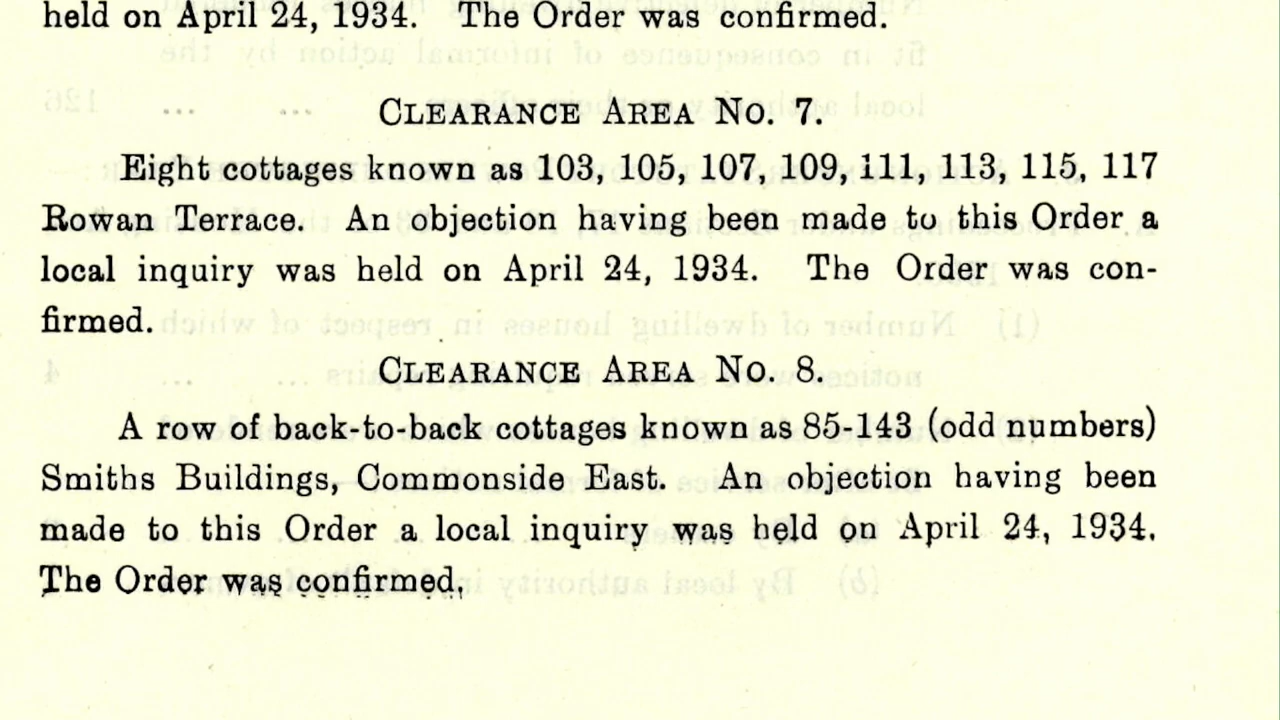 held on April 24, 1934. The Order was confirmed.
Clearance Area No. 7.
Eight cottages known as 103, 105, 107, 109, 111, 113, 115, 117
Rowan Terrace. An objection having been made to this Order a
local inquiry was held on April 24, 1934. The Order was con-
firmed.
Clearance Area No. 8.
A row of back-to-back cottages known as 85-143 (odd numbers)
Smiths Buildings, Commonside East. An objection having been
made to this Order a local inquiry was held on April 24, 1934.
The Order was confirmed.